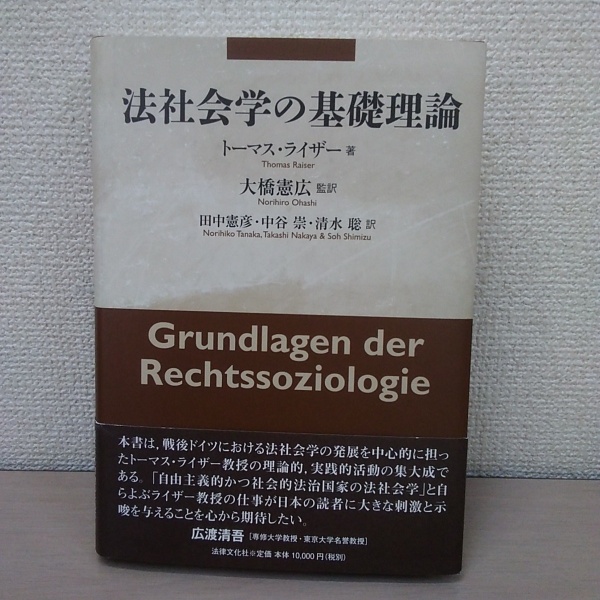 法社会学の基礎理論
トーマス・ライザー 著
Thomas Raiser
大橋憲広 監訳
Norihiro Ohashi
田中憲彦・中谷 崇・清水 聡 訳
Norihiko Tanaka, Takashi Nakaya & Soh Shimizu
Grundlagen der
Rechtssoziologie
本書は，戦後ドイツにおける法社会学の発展を中心的に担っ
たトーマス・ライザー教授の理論的，実践的活動の集大成で
ある。「自由主義的かつ社会的法治国家の法社会学」と自
らよぶライザー教授の仕事が日本の読者に大きな刺激と示
唆を与えることを心から期待したい。
広渡清吾［専修大学教授・東京大学名誉教授］
法律文化社※定価 本体 10,000円（税別）